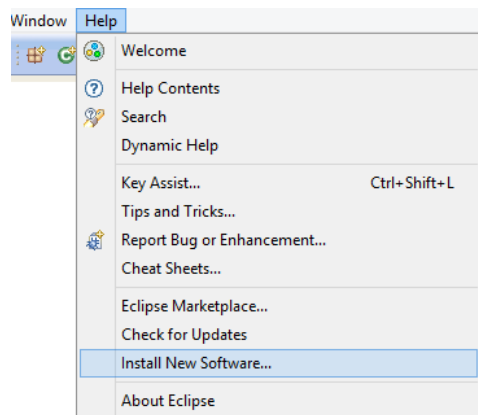 Window Help
Welcome
Help Contents
Search
Dynamic Help
Key Assist... Ctrl+Shift+L
Tips and Tricks...
Report Bug or Enhancement...
Cheat Sheets...
Eclipse Marketplace...
Check for Updates
Install New Software...
About Eclipse